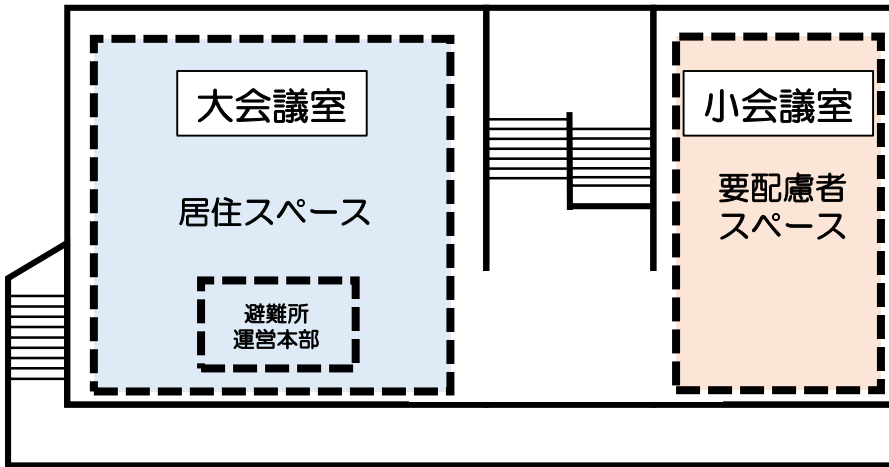 大会議室
居住スペース
避難所
運営本部
小会議室
要配慮者
スペース